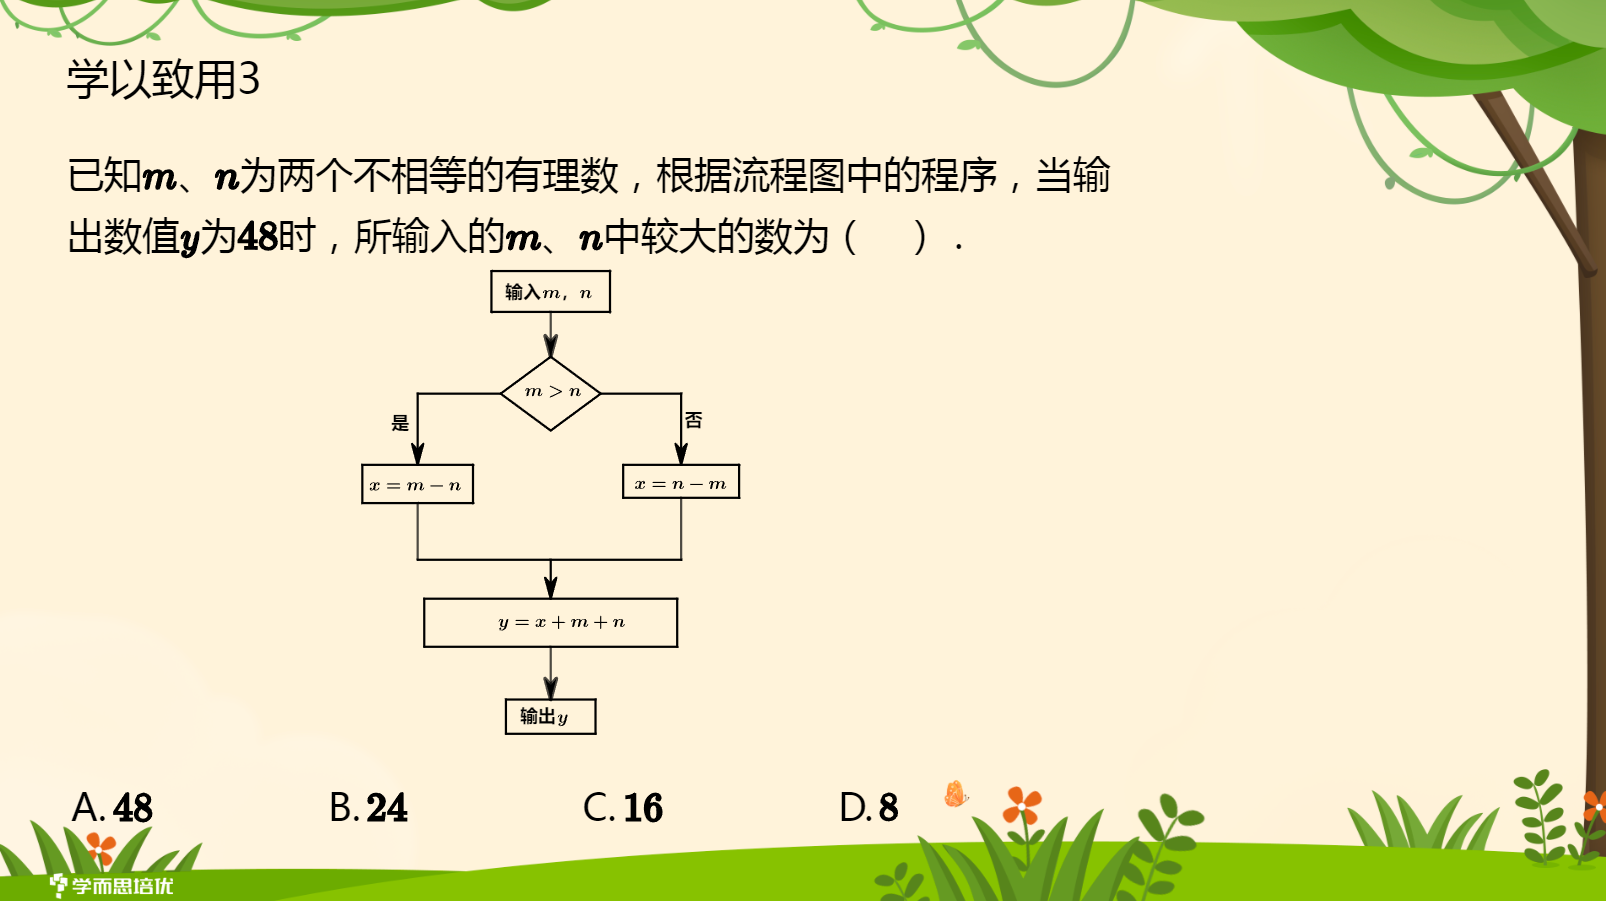 学以致用3
已知m、n为两个不相等的有理数，根据流程图中的程序，当输
出数值y为48时，所输入的m、n中较大的数为（　）.
输入m，n
m > n
是
否
x = m − n
x = n − m
y = x + m + n
输出y
A. 48
B. 24
C. 16
D. 8
学而思培优